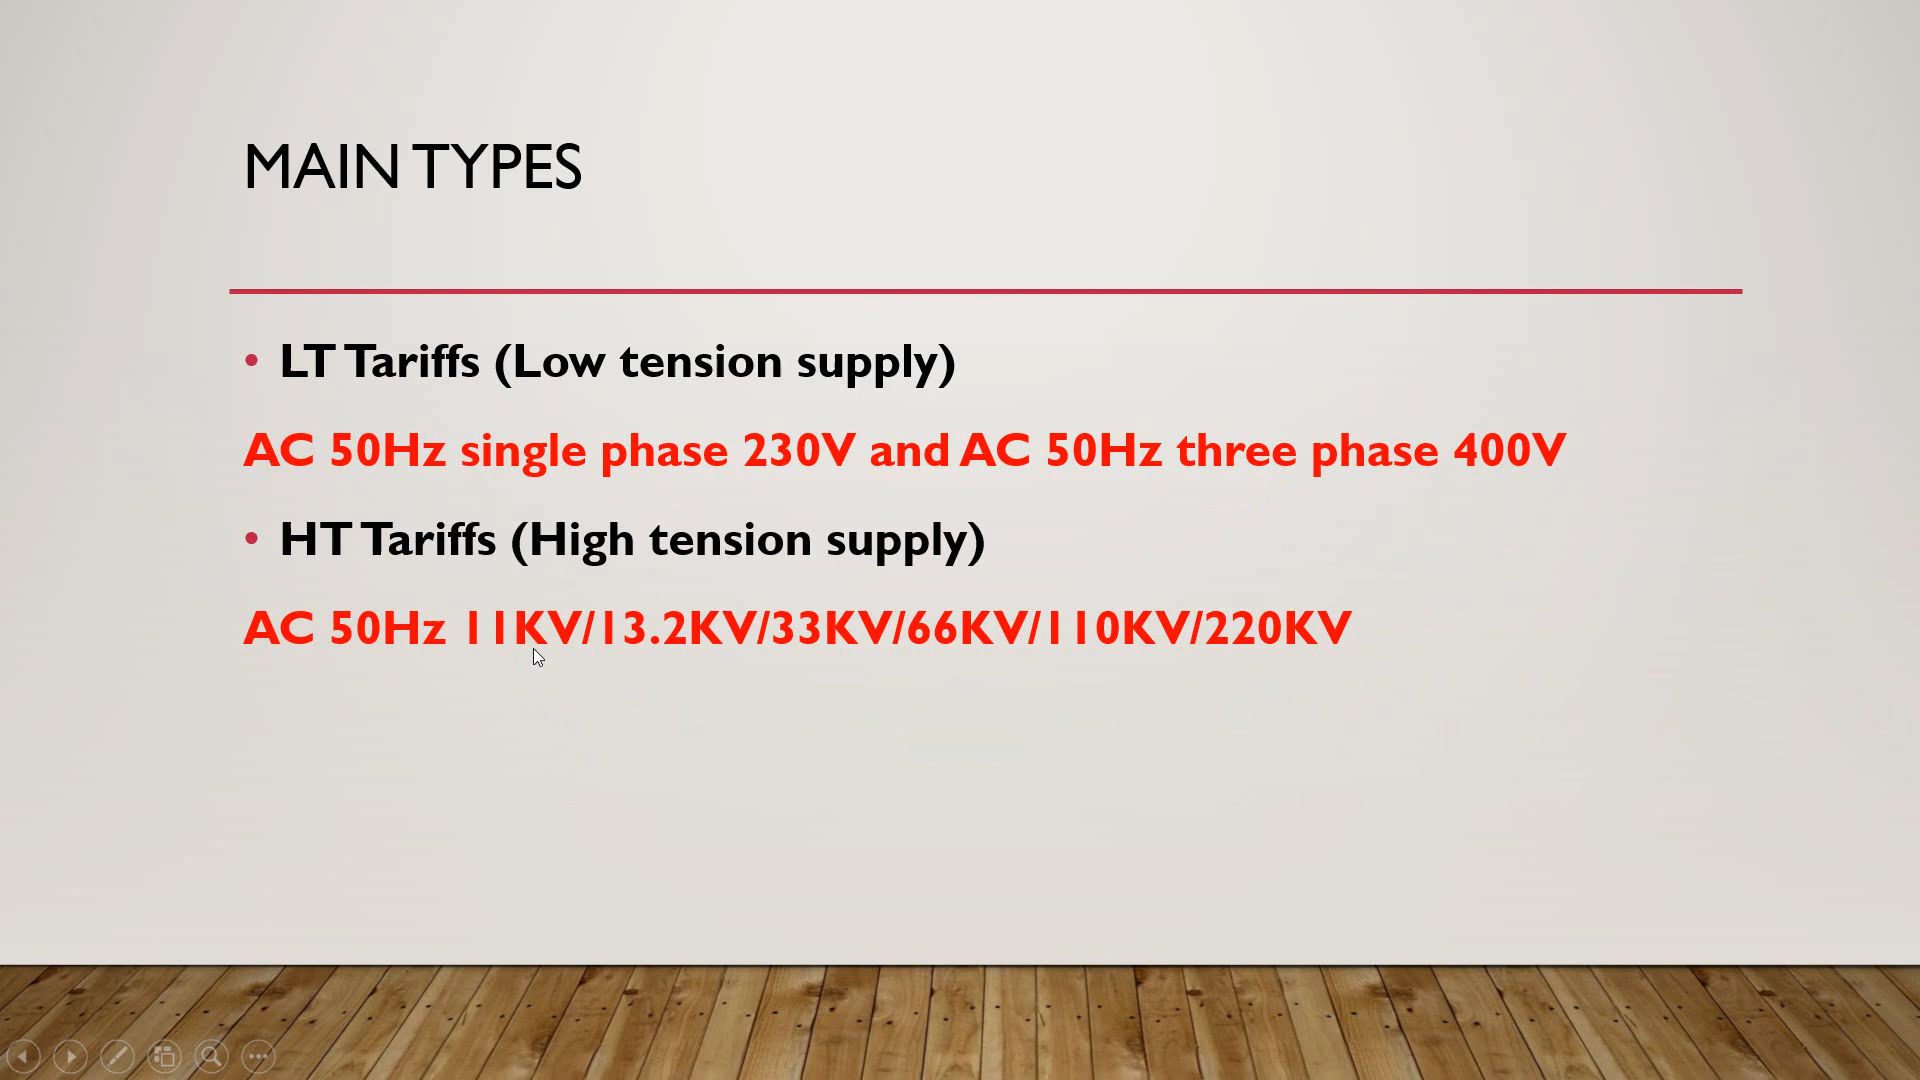 MAIN TYPES
• LT Tariffs (Low tension supply)
AC 50Hz single phase 230V and AC 50Hz three phase 400V
• HT Tariffs (High tension supply)
AC 50Hz 11KV/13.2KV/33KV/66KV/110KV/220KV